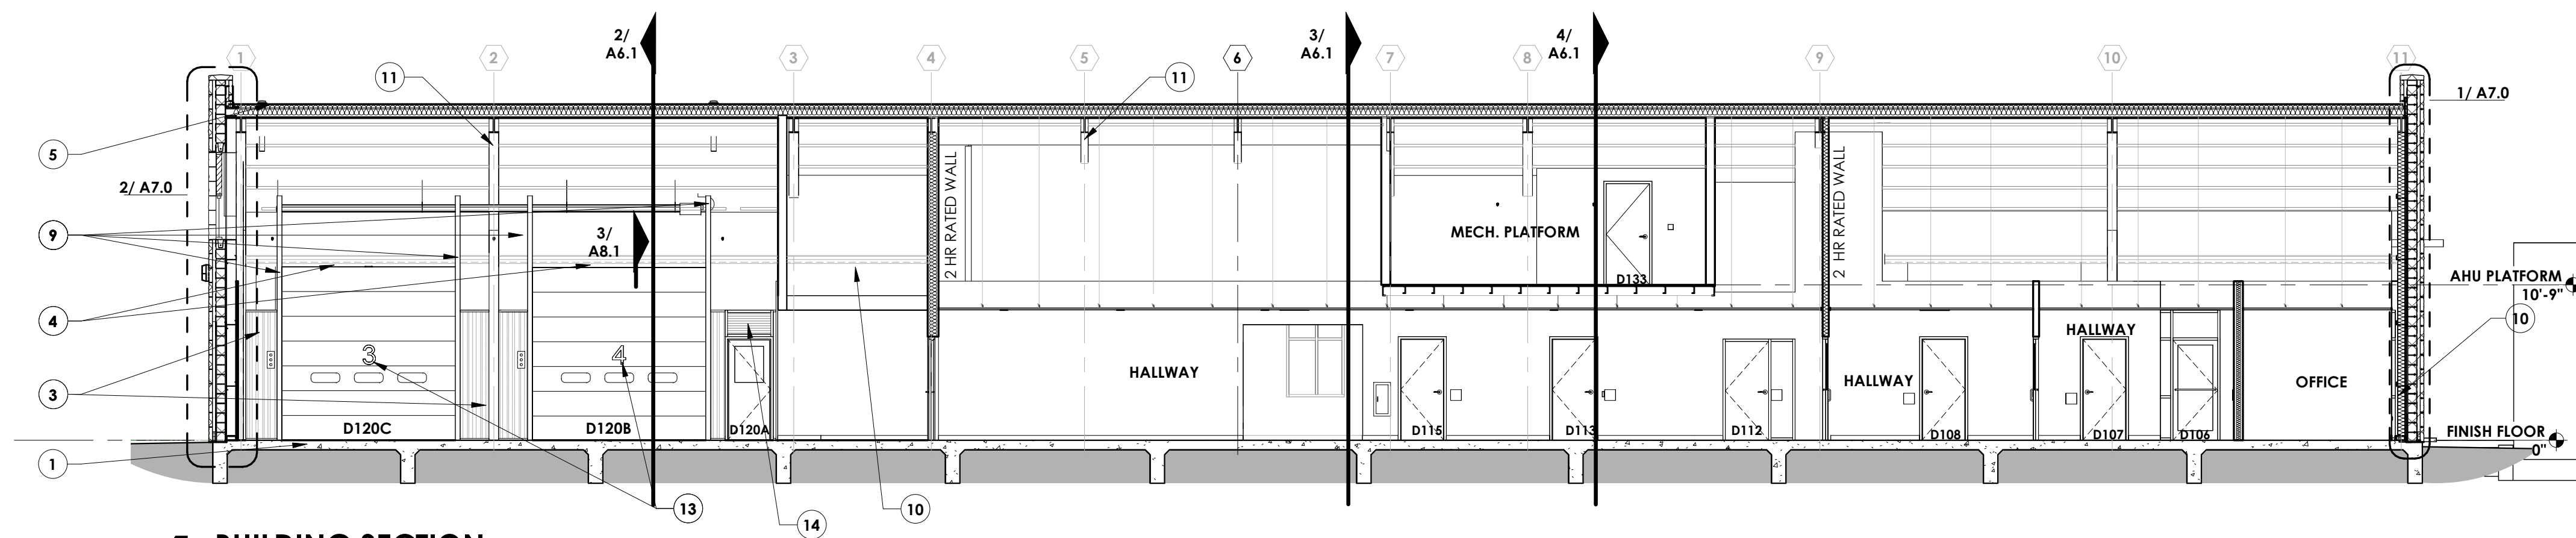 2/
A6.1
3/
A6.1
4/
A6.1
1
2
3
4
5
6
7
8
9
10
11
11
11
1/ A7.0
5
2/ A7.0
9
3/
A8.1
2 HR RATED WALL
MECH. PLATFORM
2 HR RATED WALL
D133
AHU PLATFORM
10'-9"
10
4
3
4
HALLWAY
HALLWAY
HALLWAY
OFFICE
3
D120C
D120B
D120A
D115
D113
D112
D108
D107
D106
FINISH FLOOR
0"
1
13
14
10
BUILDING SECTION